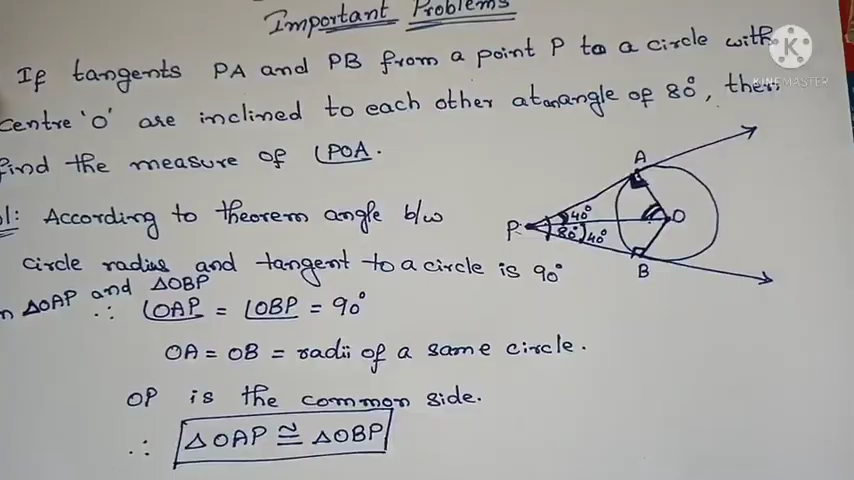 Important Problems
If tangents PA and PB from a point P to a circle with
centre 'O' are inclined to each other at an angle of 80°, then
find the measure of ∠POA.
ol: According to theorem angle b/w
circle radius and tangent to a circle is 90°
n ΔOAP and ΔOBP
∴ ∠OAP = ∠OBP = 90°
OA = OB = radii of a same circle.
OP is the common side.
∴ ΔOAP ≅ ΔOBP
A
P
40°
80°
40°
O
B
K
KINEMASTER